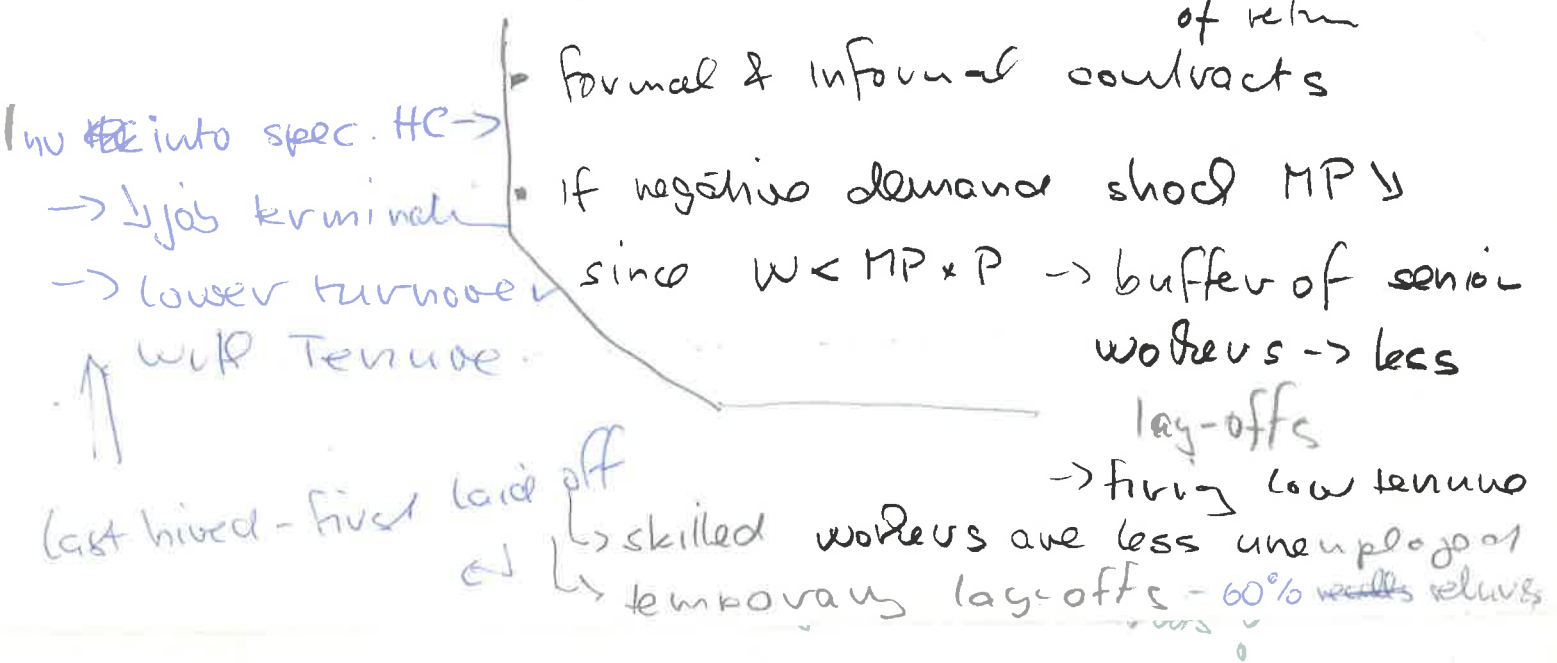 of return
- formal & informal contracts
Inv into spec. HC ->
• if negative demand shock MP ↘
-> ↘ job terminat
since W < MP x P -> buffer of senior
-> lower turnover
workers -> less
with Tenure.
lay-offs
-> firing low tenure
last hired - first laid off
↳ skilled workers are less unemployed
↳ temporary lay-offs - 60% returns